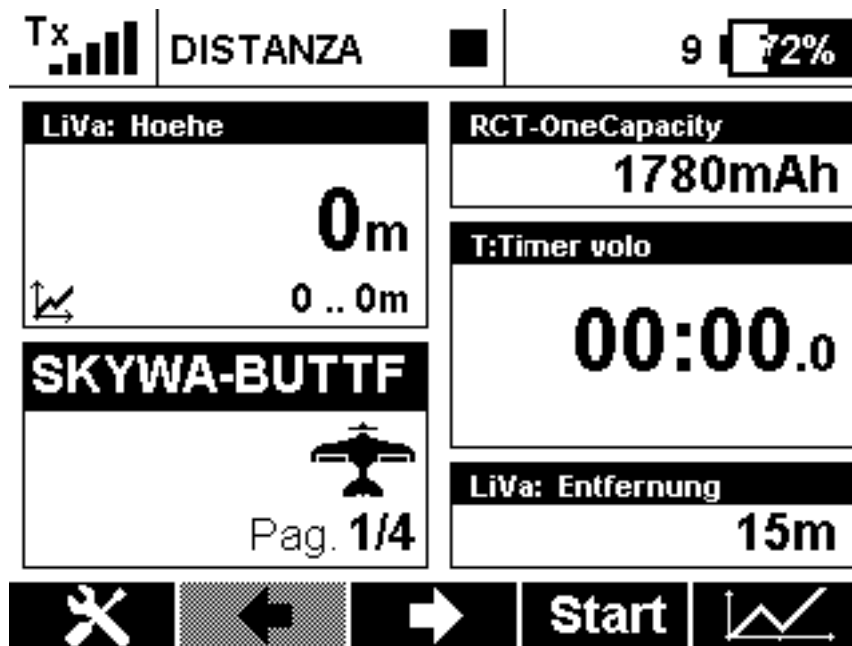 Tx DISTANZA 9 72%
LiVa: Hoehe
0m
0 .. 0m
SKYWA-BUTTF
Pag. 1/4
RCT-OneCapacity
1780mAh
T:Timer volo
00:00.0
LiVa: Entfernung
15m
Start